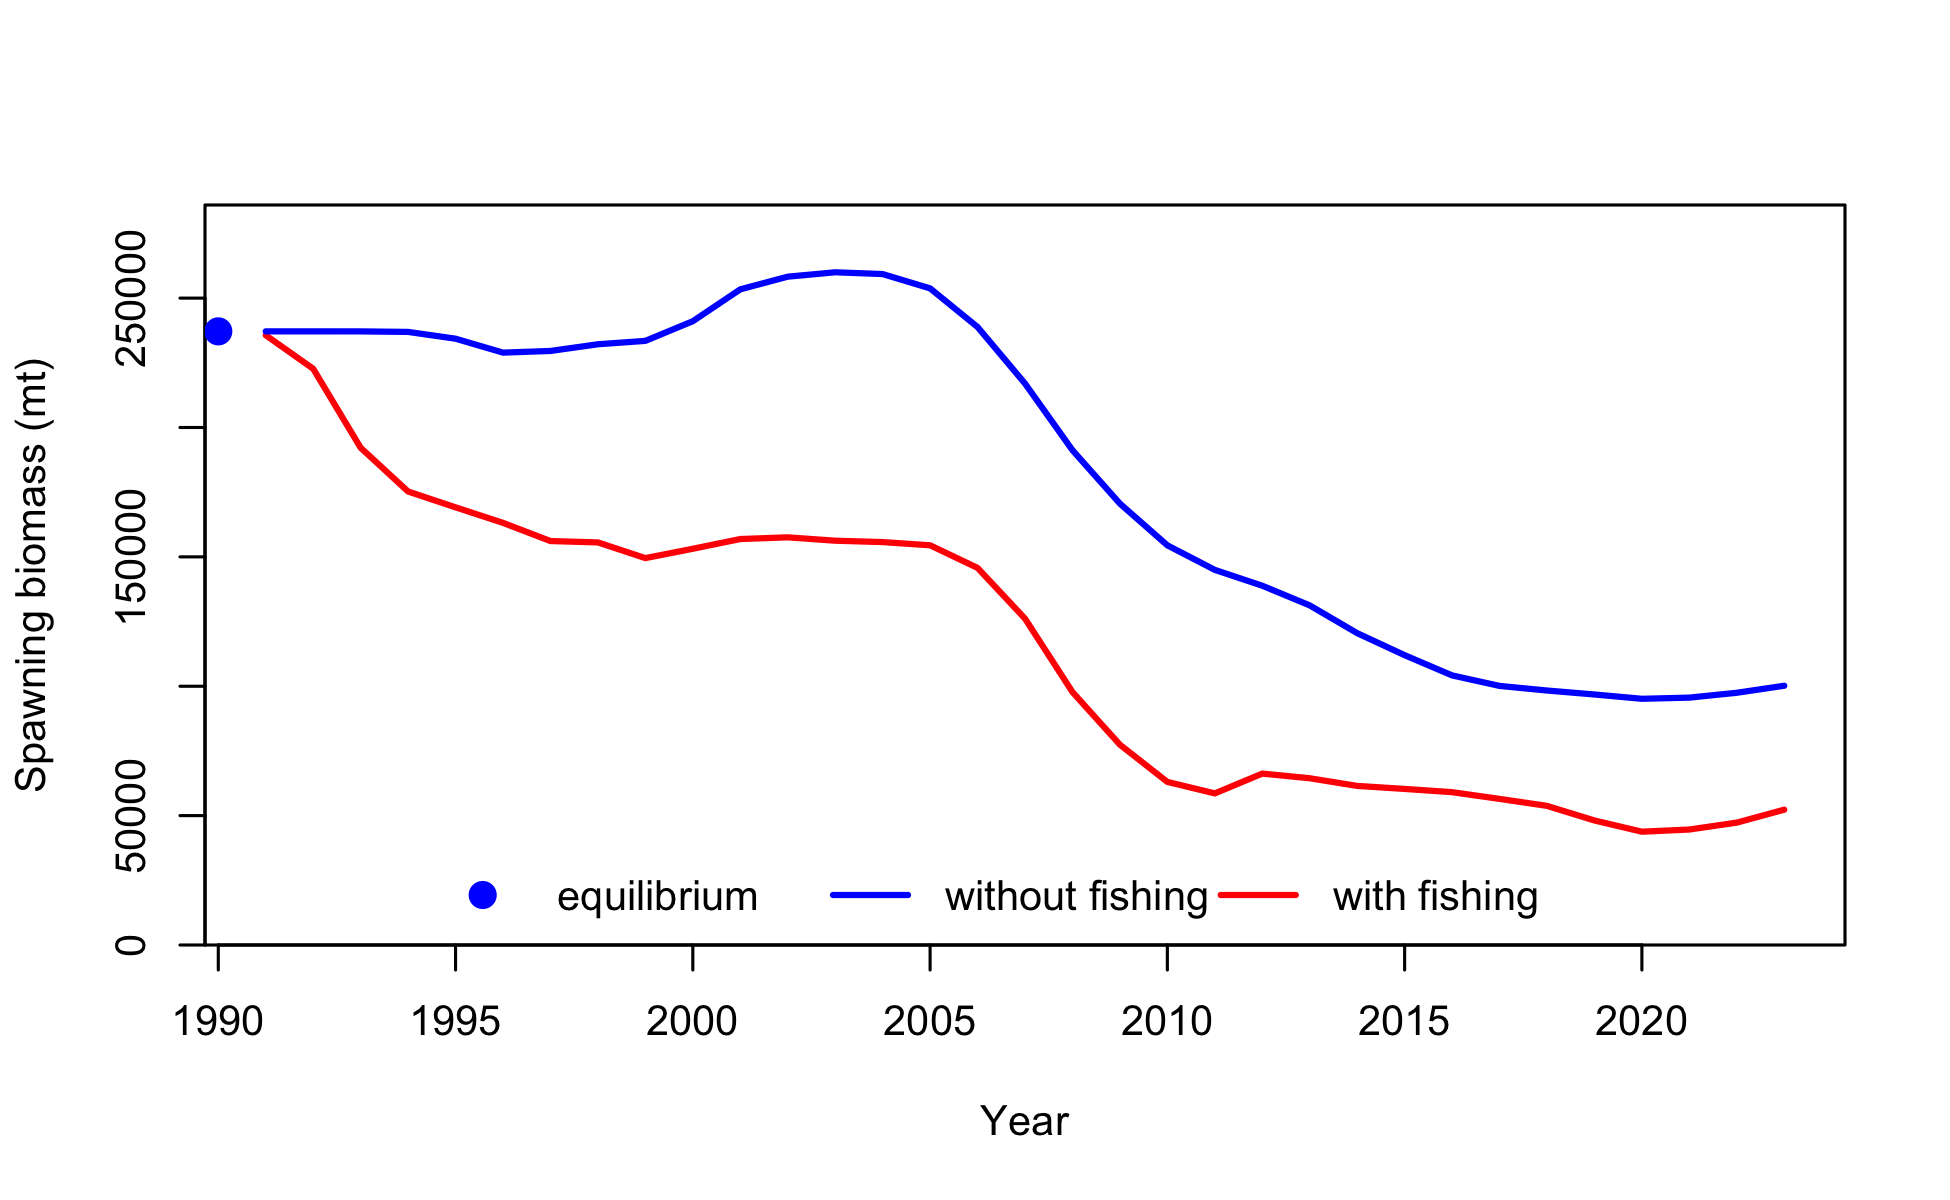 Spawning biomass (mt)
250000
150000
50000
0
equilibrium without fishing with fishing
1990 1995 2000 2005 2010 2015 2020
Year